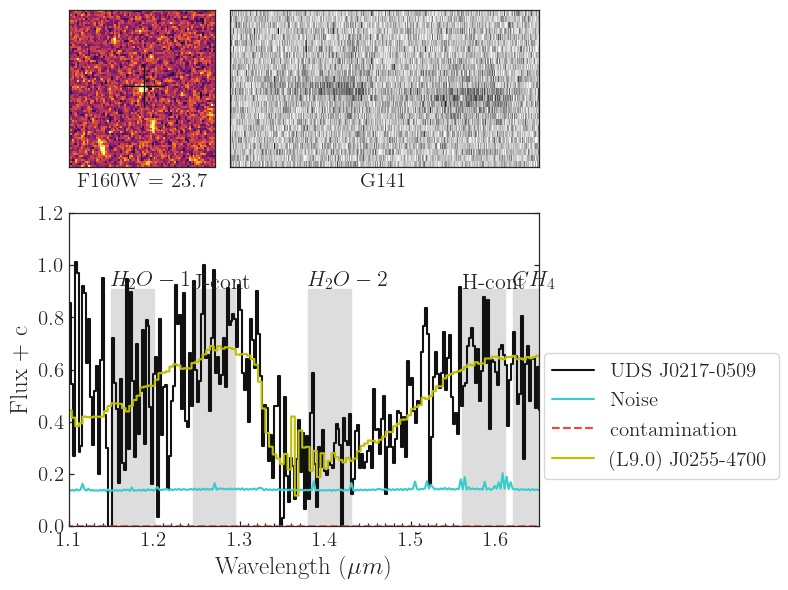 F160W = 23.7
G141
H₂O − 1
J-cont
H₂O − 2
H-cont
CH₄
1.2
1.0
0.8
0.6
0.4
0.2
0.0
Flux + c
1.1
1.2
1.3
1.4
1.5
1.6
Wavelength (μm)
UDS J0217-0509
Noise
contamination
(L9.0) J0255-4700